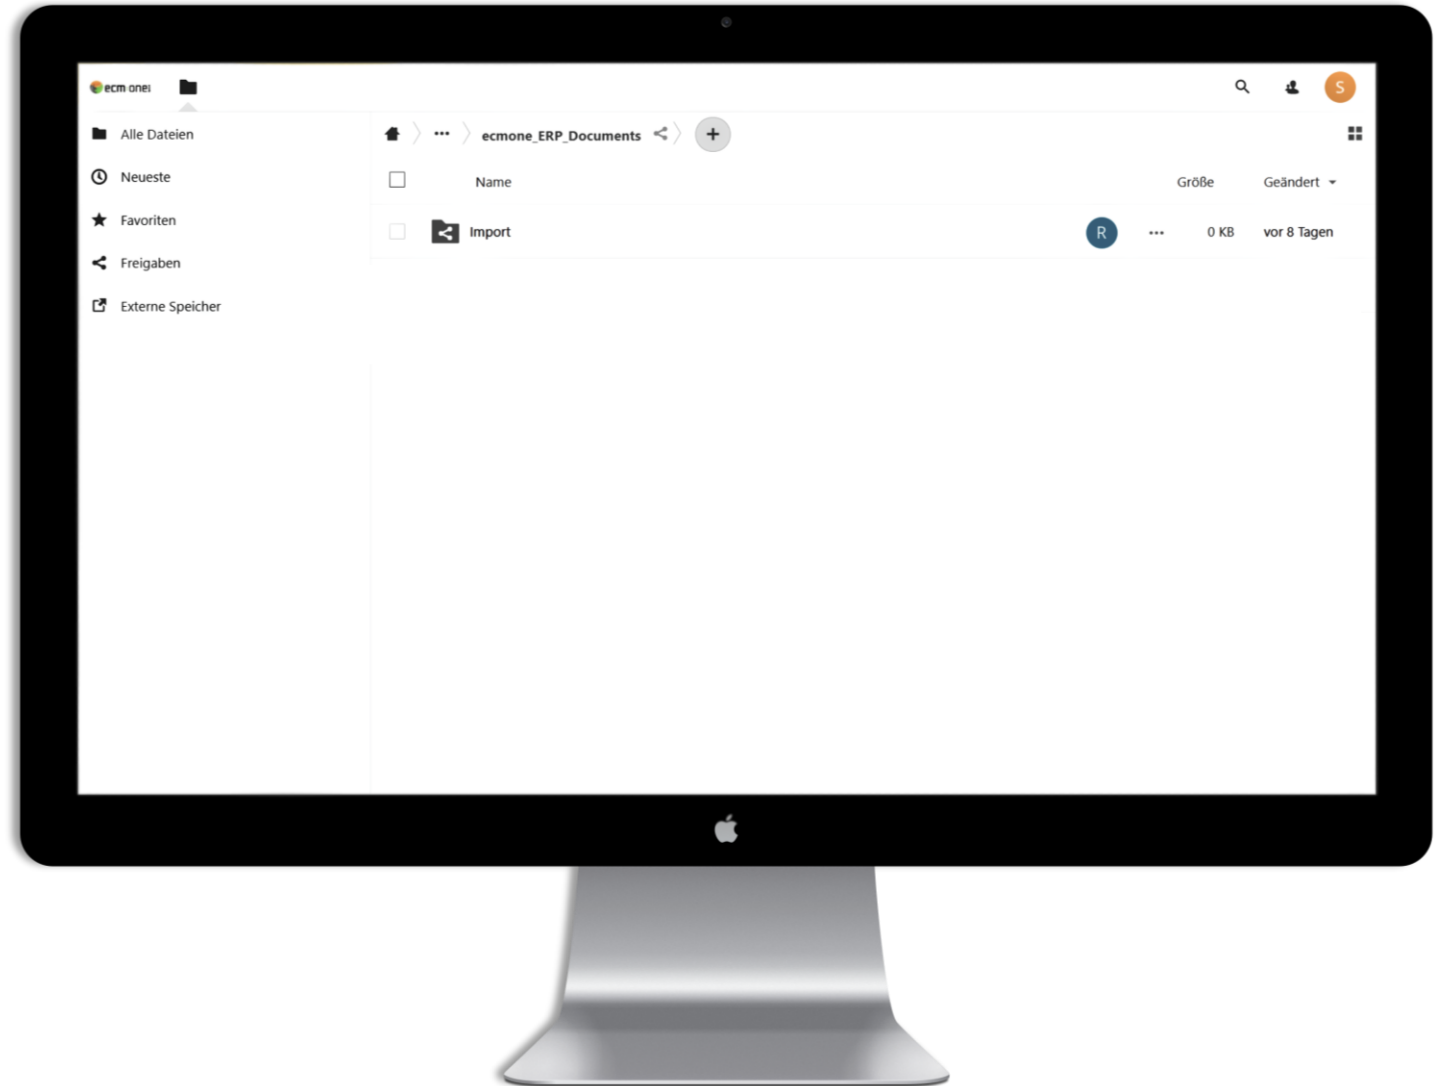 ecm one
S
Alle Dateien
Neueste
Favoriten
Freigaben
Externe Speicher
ecmone_ERP_Documents
Name Größe Geändert
Import R 0 KB vor 8 Tagen